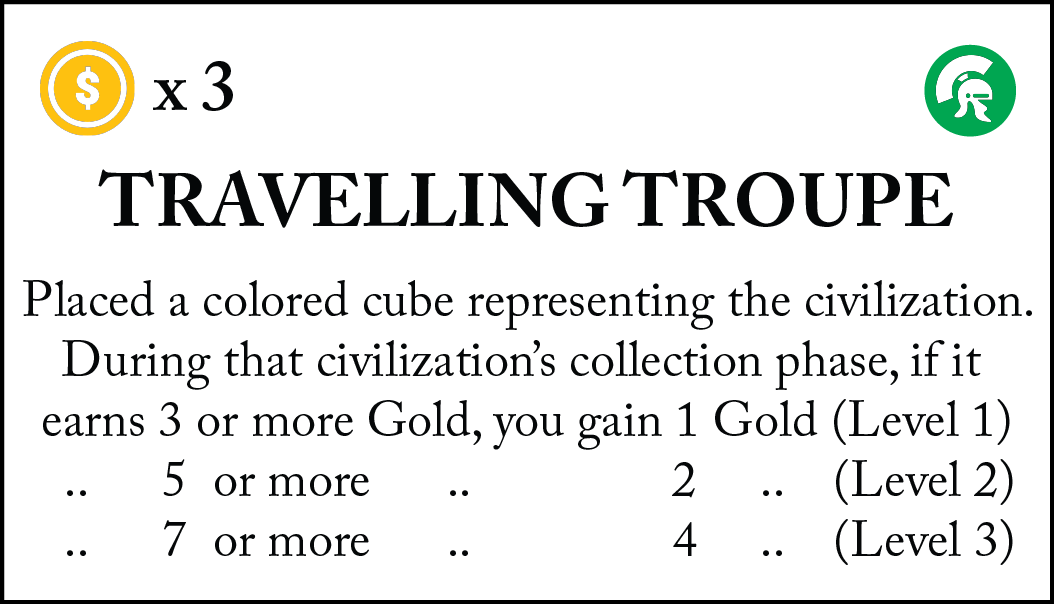 $ x 3
TRAVELLING TROUPE
Placed a colored cube representing the civilization.
During that civilization’s collection phase, if it
earns 3 or more Gold, you gain 1 Gold (Level 1)
.. 5 or more .. 2 .. (Level 2)
.. 7 or more .. 4 .. (Level 3)